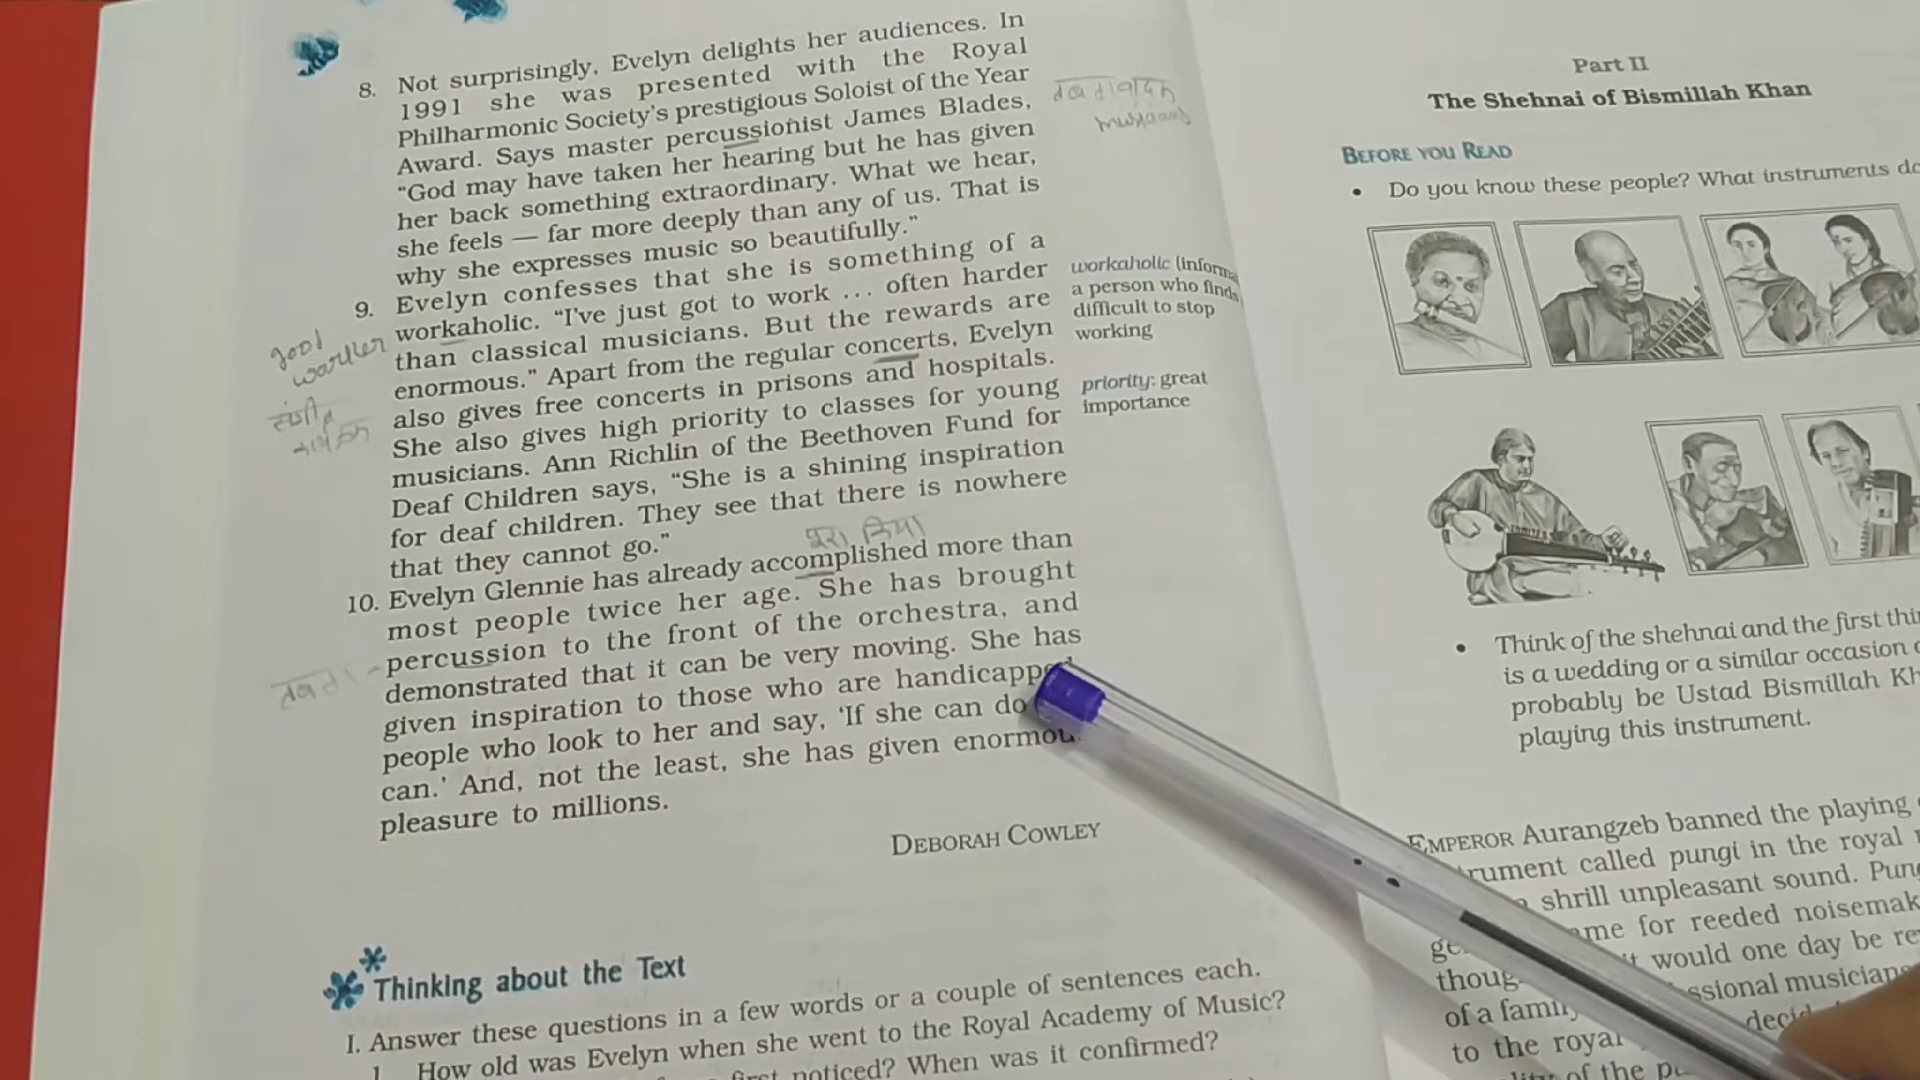 8. Not surprisingly, Evelyn delights her audiences. In
1991 she was presented with the Royal
Philharmonic Society's prestigious Soloist of the Year
Award. Says master percussionist James Blades,
“God may have taken her hearing but he has given
her back something extraordinary. What we hear,
she feels — far more deeply than any of us. That is
why she expresses music so beautifully.”
9. Evelyn confesses that she is something of a
workaholic. “I've just got to work ... often harder
than classical musicians. But the rewards are
enormous.” Apart from the regular concerts, Evelyn
also gives free concerts in prisons and hospitals.
She also gives high priority to classes for young
musicians. Ann Richlin of the Beethoven Fund for
Deaf Children says, “She is a shining inspiration
for deaf children. They see that there is nowhere
that they cannot go.”
10. Evelyn Glennie has already accomplished more than
most people twice her age. She has brought
percussion to the front of the orchestra, and
demonstrated that it can be very moving. She has
given inspiration to those who are handicapped,
people who look to her and say, ‘If she can do
can.’ And, not the least, she has given enormou
pleasure to millions.
DEBORAH COWLEY
good
warller
workaholic (inform
a person who finds
difficult to stop
working
priority: great
importance
Thinking about the Text
I. Answer these questions in a few words or a couple of sentences each.
1. How old was Evelyn when she went to the Royal Academy of Music?
first noticed? When was it confirmed?
Part II
The Shehnai of Bismillah Khan
BEFORE YOU READ
• Do you know these people? What instruments do
• Think of the shehnai and the first thi
is a wedding or a similar occasion
probably be Ustad Bismillah Kh
playing this instrument.
EMPEROR Aurangzeb banned the playing
trument called pungi in the royal
shrill unpleasant sound. Pun
me for reeded noisemak
it would one day be re
thoug ssional musician
of a family decid
to the royal
of the pu